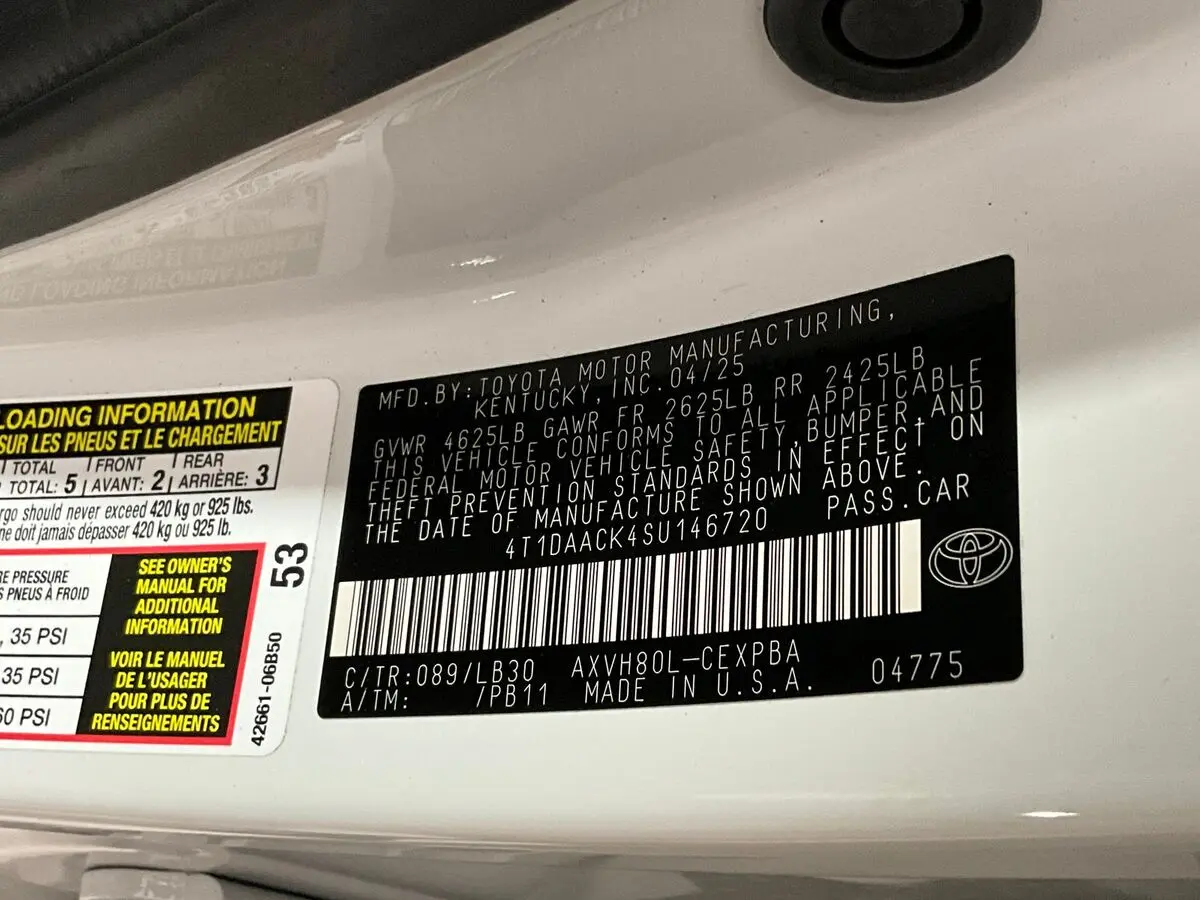 LOADING INFORMATION
SUR LES PNEUS ET LE CHARGEMENT
TOTAL FRONT REAR
TOTAL: 5 AVANT: 2 ARRIÈRE: 3
should never exceed 420 kg or 925 lbs.
ne doit jamais dépasser 420 kg ou 925 lb.
PRESSURE
PNEUS À FROID
, 35 PSI
35 PSI
60 PSI
SEE OWNER'S
MANUAL FOR
ADDITIONAL
INFORMATION
VOIR LE MANUEL
DE L'USAGER
POUR PLUS DE
RENSEIGNEMENTS
53
42661-06B50
MFD.BY:TOYOTA MOTOR MANUFACTURING,
KENTUCKY,INC.04/25
GVWR 4625LB GAWR FR 2625LB RR 2425LB
THIS VEHICLE CONFORMS TO ALL APPLICABLE
FEDERAL MOTOR VEHICLE SAFETY,BUMPER,AND
THEFT PREVENTION STANDARDS IN EFFECT ON
THE DATE OF MANUFACTURE SHOWN ABOVE.
4T1DAACK4SU146720 PASS.CAR
C/TR:089/LB30 AXVH80L-CEXPBA
A/TM: /PB11 MADE IN U.S.A. 04775